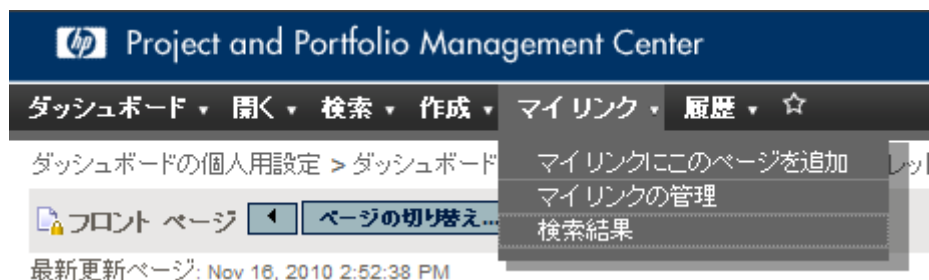 hp Project and Portfolio Management Center
ダッシュボード 開く 検索 作成 マイ リンク 履歴
ダッシュボードの個人用設定 > ダッシュボード
マイ リンクにこのページを追加
マイ リンクの管理
検索結果
フロント ページ ページの切り替え...
最新更新ページ: Nov 16, 2010 2:52:38 PM